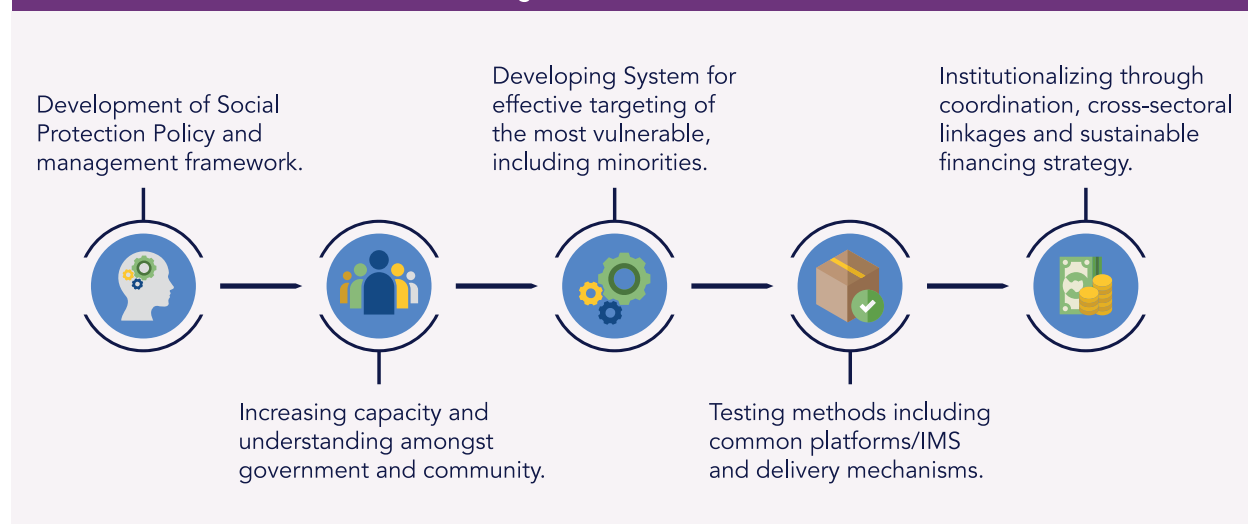 Development of Social
Protection Policy and
management framework.
Increasing capacity and
understanding amongst
government and community.
Developing System for
effective targeting of
the most vulnerable,
including minorities.
Testing methods including
common platforms/IMS
and delivery mechanisms.
Institutionalizing through
coordination, cross-sectoral
linkages and sustainable
financing strategy.